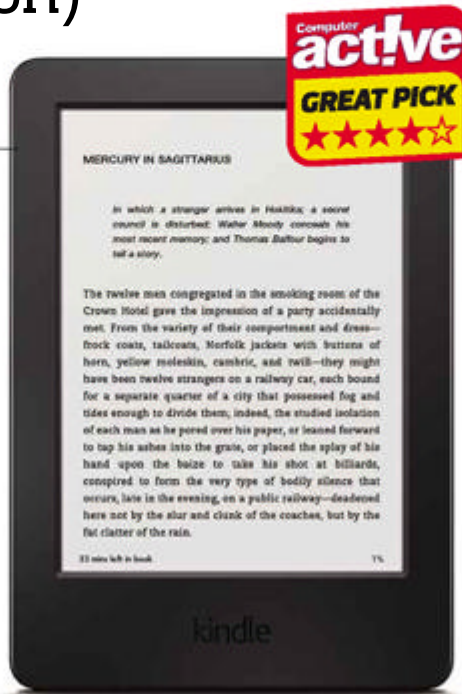 Computer
act!ve
GREAT PICK
MERCURY IN SAGITTARIUS
In which a stranger arrives in Hokitika; a secret
council is disturbed; Walter Moody conceals his
most recent memory; and Thomas Balfour begins to
tell a story.
The twelve men congregated in the smoking room of the
Crown Hotel gave the impression of a party accidentally
met. From the variety of their comportment and dress—
frock coats, tailcoats, Norfolk jackets with buttons of
horn, yellow moleskin, cambric, and twill—they might
have been twelve strangers on a railway car, each bound
for a separate quarter of a city that possessed fog and
tides enough to divide them; indeed, the studied isolation
of each man as he pored over his paper, or leaned forward
to tap his ashes into the grate, or placed the splay of his
hand upon the baize to take his shot at billiards,
conspired to form the very type of bodily silence that
occurs, late in the evening, on a public railway—deadened
here not by the slur and clunk of the coaches, but by the
fat clatter of the rain.
mins left in book 1%
kindle